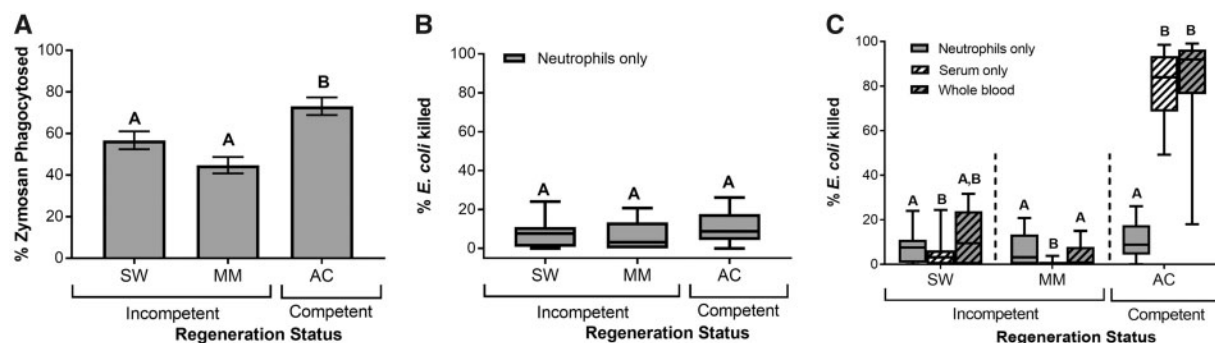 A
% Zymosan Phagocytosed
100
80
60
40
20
0
A
A
B
SW
MM
AC
Incompetent
Competent
Regeneration Status
B
% E. coli killed
100
80
60
40
20
0
Neutrophils only
A
A
A
SW
MM
AC
Incompetent
Competent
Regeneration Status
C
% E. coli killed
100
80
60
40
20
0
Neutrophils only
Serum only
Whole blood
A
B
A,B
A
B
A
A
B
B
SW
MM
AC
Incompetent
Competent
Regeneration Status